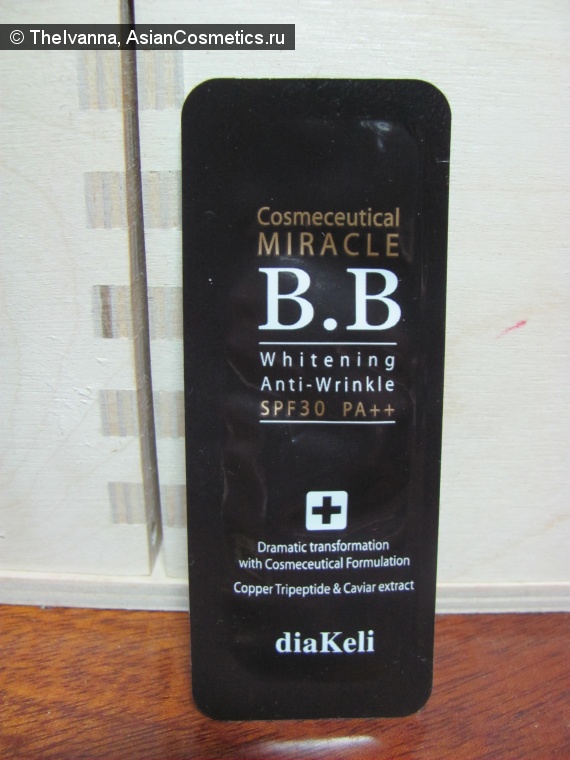 © TheIvanna, AsianCosmetics.ru
Cosmeceutical
MIRACLE
B.B
Whitening
Anti-Wrinkle
SPF30 PA++
Dramatic transformation
with Cosmeceutical Formulation
Copper Tripeptide & Caviar extract
diaKeli